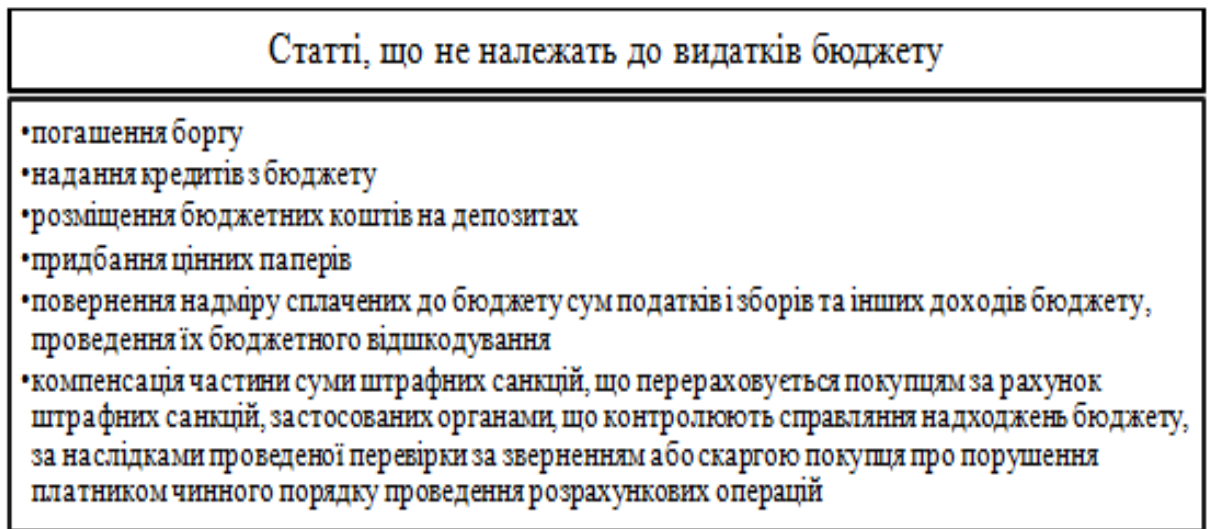 Статті, що не належать до видатків бюджету
•погашення боргу
•надання кредитів з бюджету
•розміщення бюджетних коштів на депозитах
•придбання цінних паперів
•повернення надміру сплачених до бюджету сум податків і зборів та інших доходів бюджету,
проведення їх бюджетного відшкодування
•компенсація частини суми штрафних санкцій, що перераховується покупцям за рахунок
штрафних санкцій, застосованих органами, що контролюють справляння надходжень бюджету,
за наслідками проведеної перевірки за зверненням або скаргою покупця про порушення
платником чинного порядку проведення розрахункових операцій